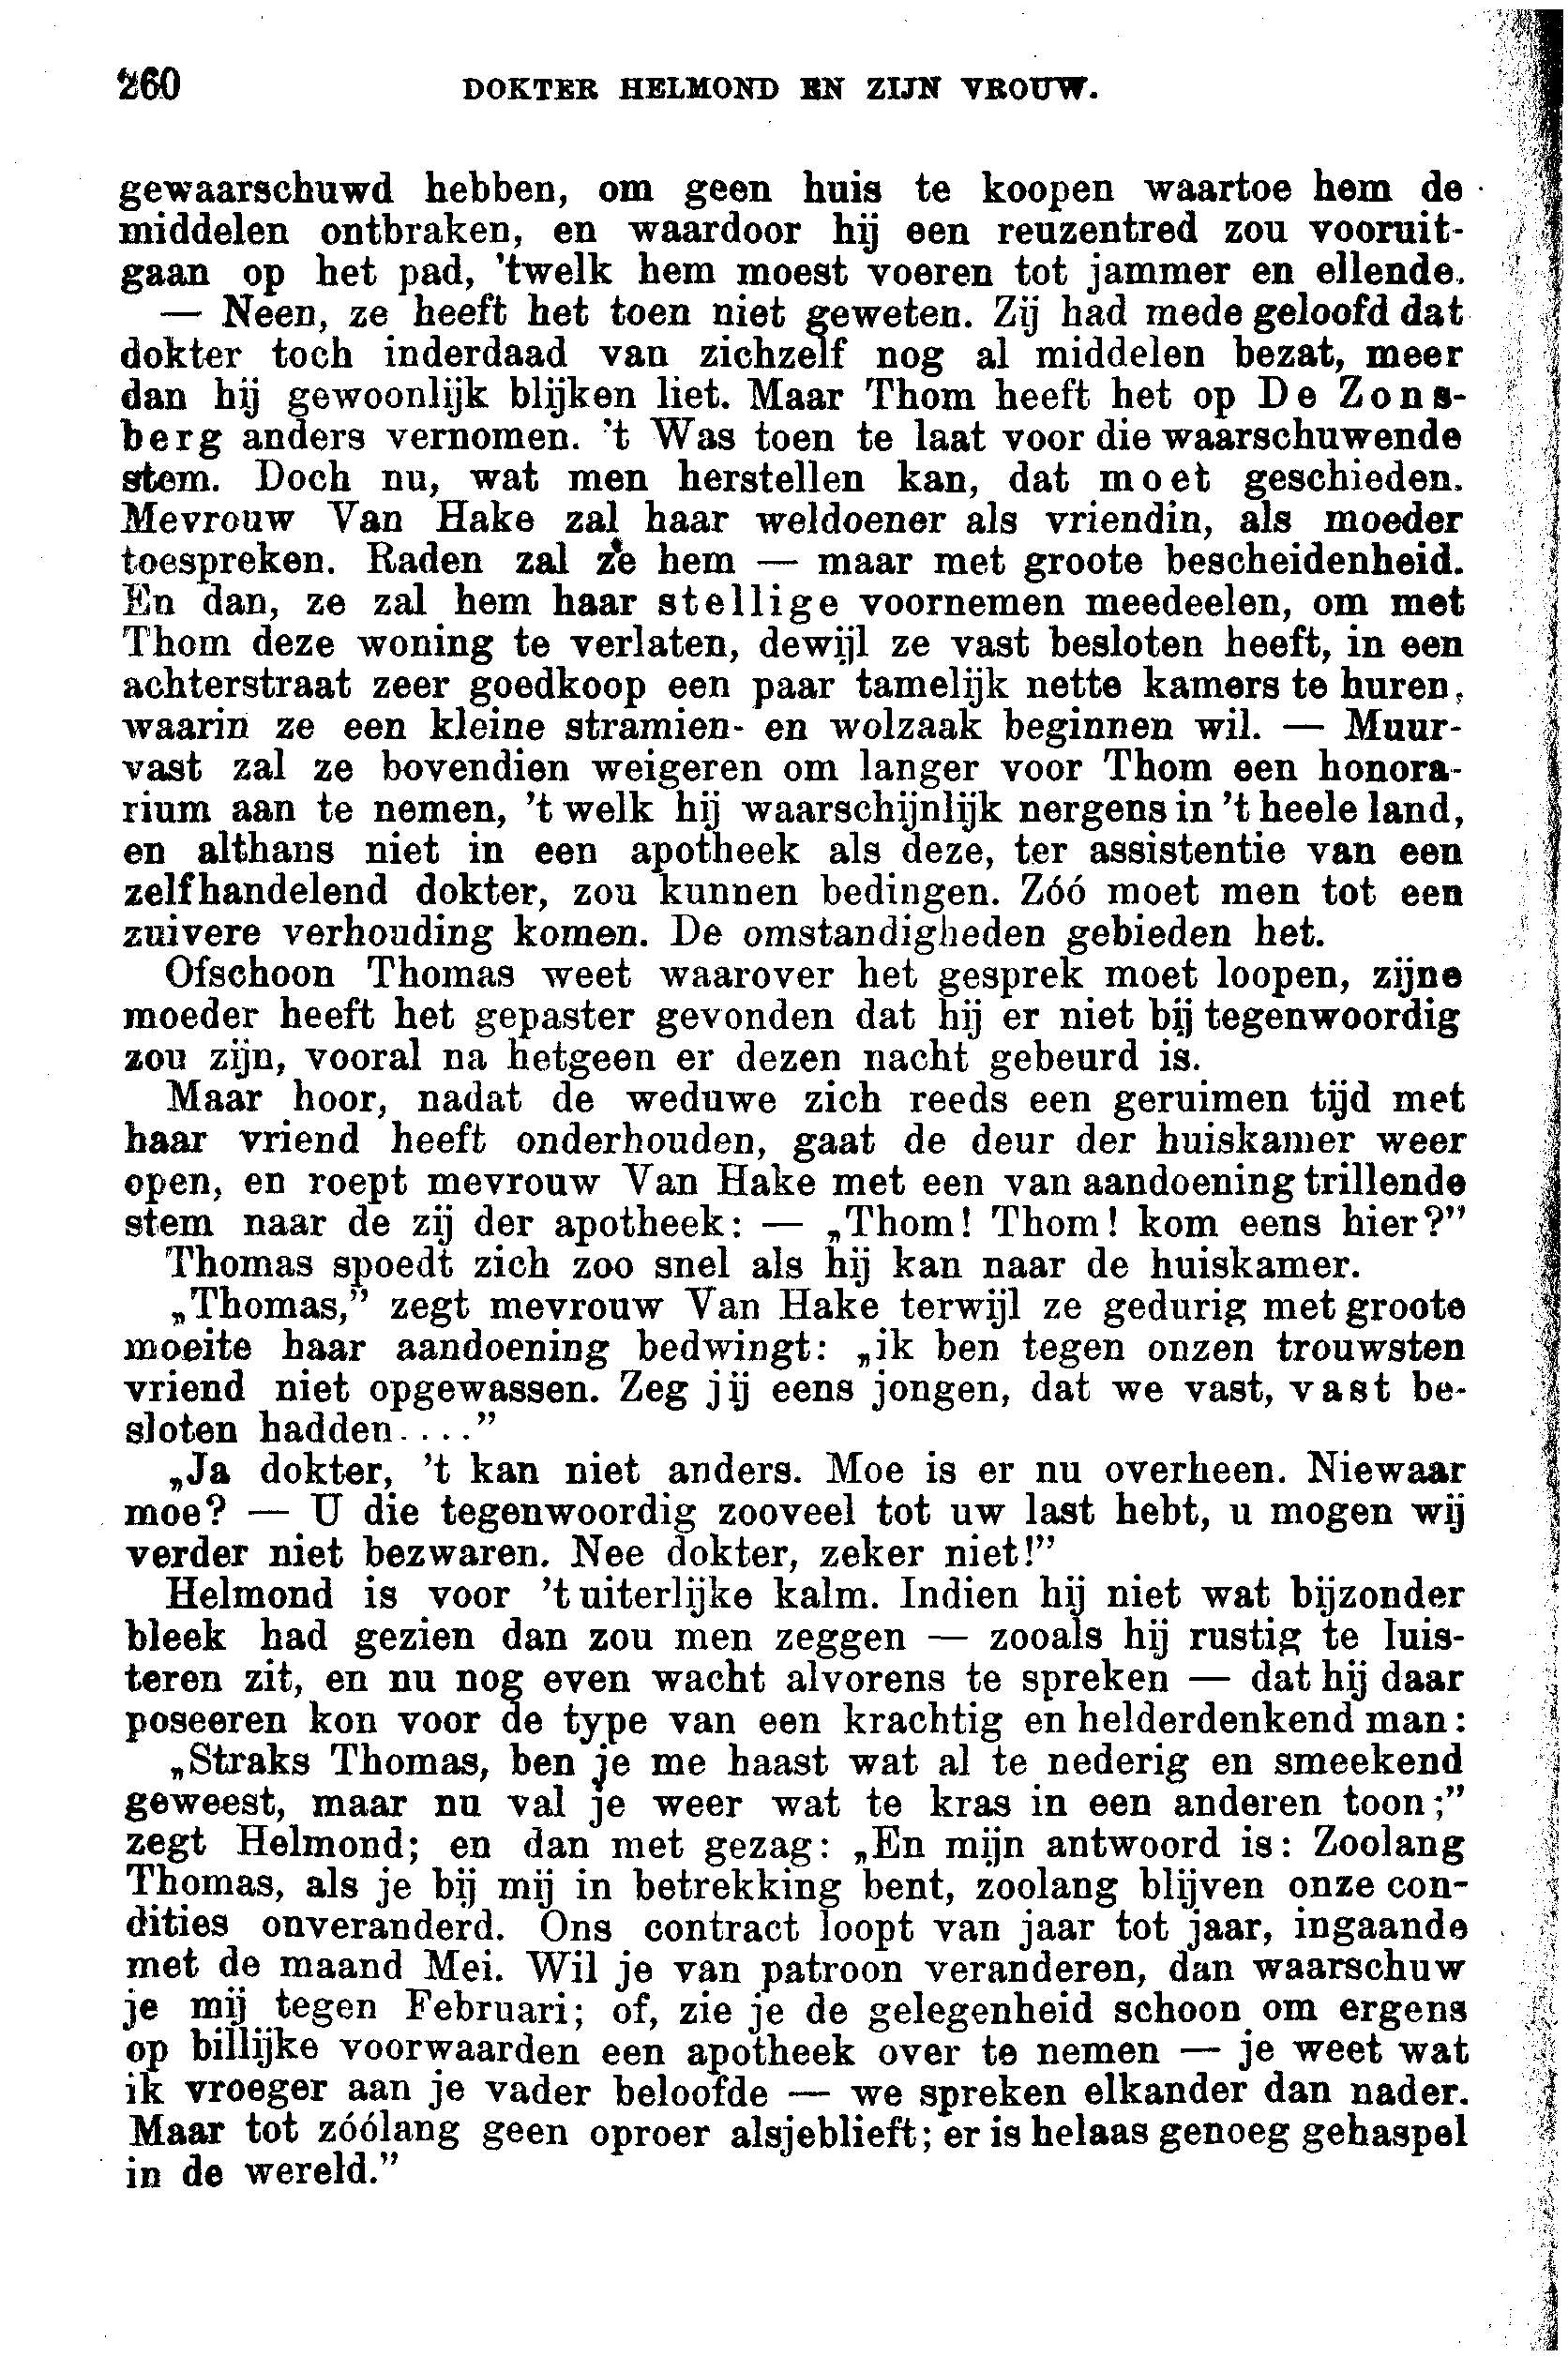 260 DOKTER HELMOND EN ZIJN VROUW.
gewaarschuwd hebben, om geen huis te koopen waartoe hem de
middelen ontbraken, en waardoor hij een reuzentred zou vooruit-
gaan op het pad, 'twelk hem moest voeren tot jammer en ellende.
— Neen, ze heeft het toen niet geweten. Zij had mede geloofd dat
dokter toch inderdaad van zichzelf nog al middelen bezat, meer
dan hij gewoonlijk blijken liet. Maar Thom heeft het op De Zons-
berg anders vernomen. 't Was toen te laat voor die waarschuwende
stem. Doch nu, wat men herstellen kan, dat moet geschieden.
Mevrouw Van Hake zal haar weldoener als vriendin, als moeder
toespreken. Raden zal ze hem — maar met groote bescheidenheid.
En dan, ze zal hem haar stellige voornemen meedeelen, om met
Thom deze woning te verlaten, dewijl ze vast besloten heeft, in een
achterstraat zeer goedkoop een paar tamelijk nette kamers te huren,
waarin ze een kleine stramien- en wolzaak beginnen wil. — Muur-
vast zal ze bovendien weigeren om langer voor Thom een honora-
rium aan te nemen, 't welk hij waarschijnlijk nergens in 't heele land,
en althans niet in een apotheek als deze, ter assistentie van een
zelfhandelend dokter, zou kunnen bedingen. Zóó moet men tot een
zuivere verhouding komen. De omstandigheden gebieden het.
Ofschoon Thomas weet waarover het gesprek moet loopen, zijne
moeder heeft het gepaster gevonden dat hij er niet bij tegenwoordig
zou zijn, vooral na hetgeen er dezen nacht gebeurd is.
Maar hoor, nadat de weduwe zich reeds een geruimen tijd met
haar vriend heeft onderhouden, gaat de deur der huiskamer weer
open, en roept mevrouw Van Hake met een van aandoening trillende
stem naar de zij der apotheek: — „Thom! Thom! kom eens hier?”
Thomas spoedt zich zoo snel als hij kan naar de huiskamer.
„Thomas,” zegt mevrouw Van Hake terwijl ze gedurig met groote
moeite haar aandoening bedwingt: „ik ben tegen onzen trouwsten
vriend niet opgewassen. Zeg jij eens jongen, dat we vast, vast be-
sloten hadden....”
„Ja dokter, 't kan niet anders. Moe is er nu overheen. Niewaar
moe? — U die tegenwoordig zooveel tot uw last hebt, u mogen wij
verder niet bezwaren. Nee dokter, zeker niet!”
Helmond is voor 't uiterlijke kalm. Indien hij niet wat bijzonder
bleek had gezien dan zou men zeggen — zooals hij rustig te luis-
teren zit, en nu nog even wacht alvorens te spreken — dat hij daar
poseeren kon voor de type van een krachtig en helderdenkend man:
„Straks Thomas, ben je me haast wat al te nederig en smeekend
geweest, maar nu val je weer wat te kras in een anderen toon;”
zegt Helmond; en dan met gezag: „En mijn antwoord is: Zoolang
Thomas, als je bij mij in betrekking bent, zoolang blijven onze con-
dities onveranderd. Ons contract loopt van jaar tot jaar, ingaande
met de maand Mei. Wil je van patroon veranderen, dan waarschuw
je mij tegen Februari; of, zie je de gelegenheid schoon om ergens
op billijke voorwaarden een apotheek over te nemen — je weet wat
ik vroeger aan je vader beloofde — we spreken elkander dan nader.
Maar tot zóólang geen oproer alsjeblieft; er is helaas genoeg gehaspel
in de wereld.”